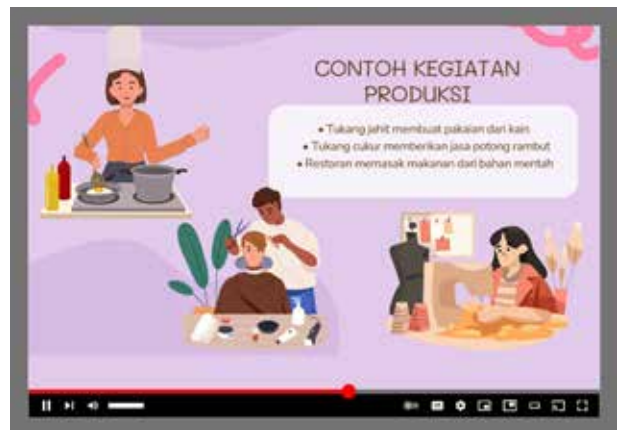 CONTOH KEGIATAN
PRODUKSI
• Tukang jahit membuat pakaian dari kain
• Tukang cukur memberikan jasa potong rambut
• Restoran memasak makanan dari bahan mentah